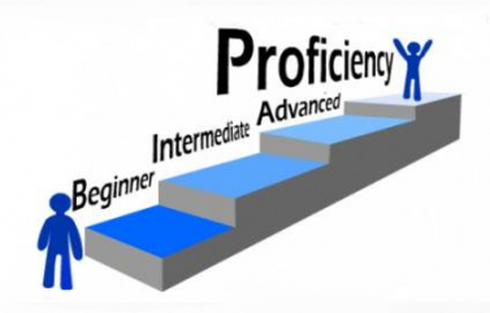 Proficiency
Advanced
Intermediate
Beginner